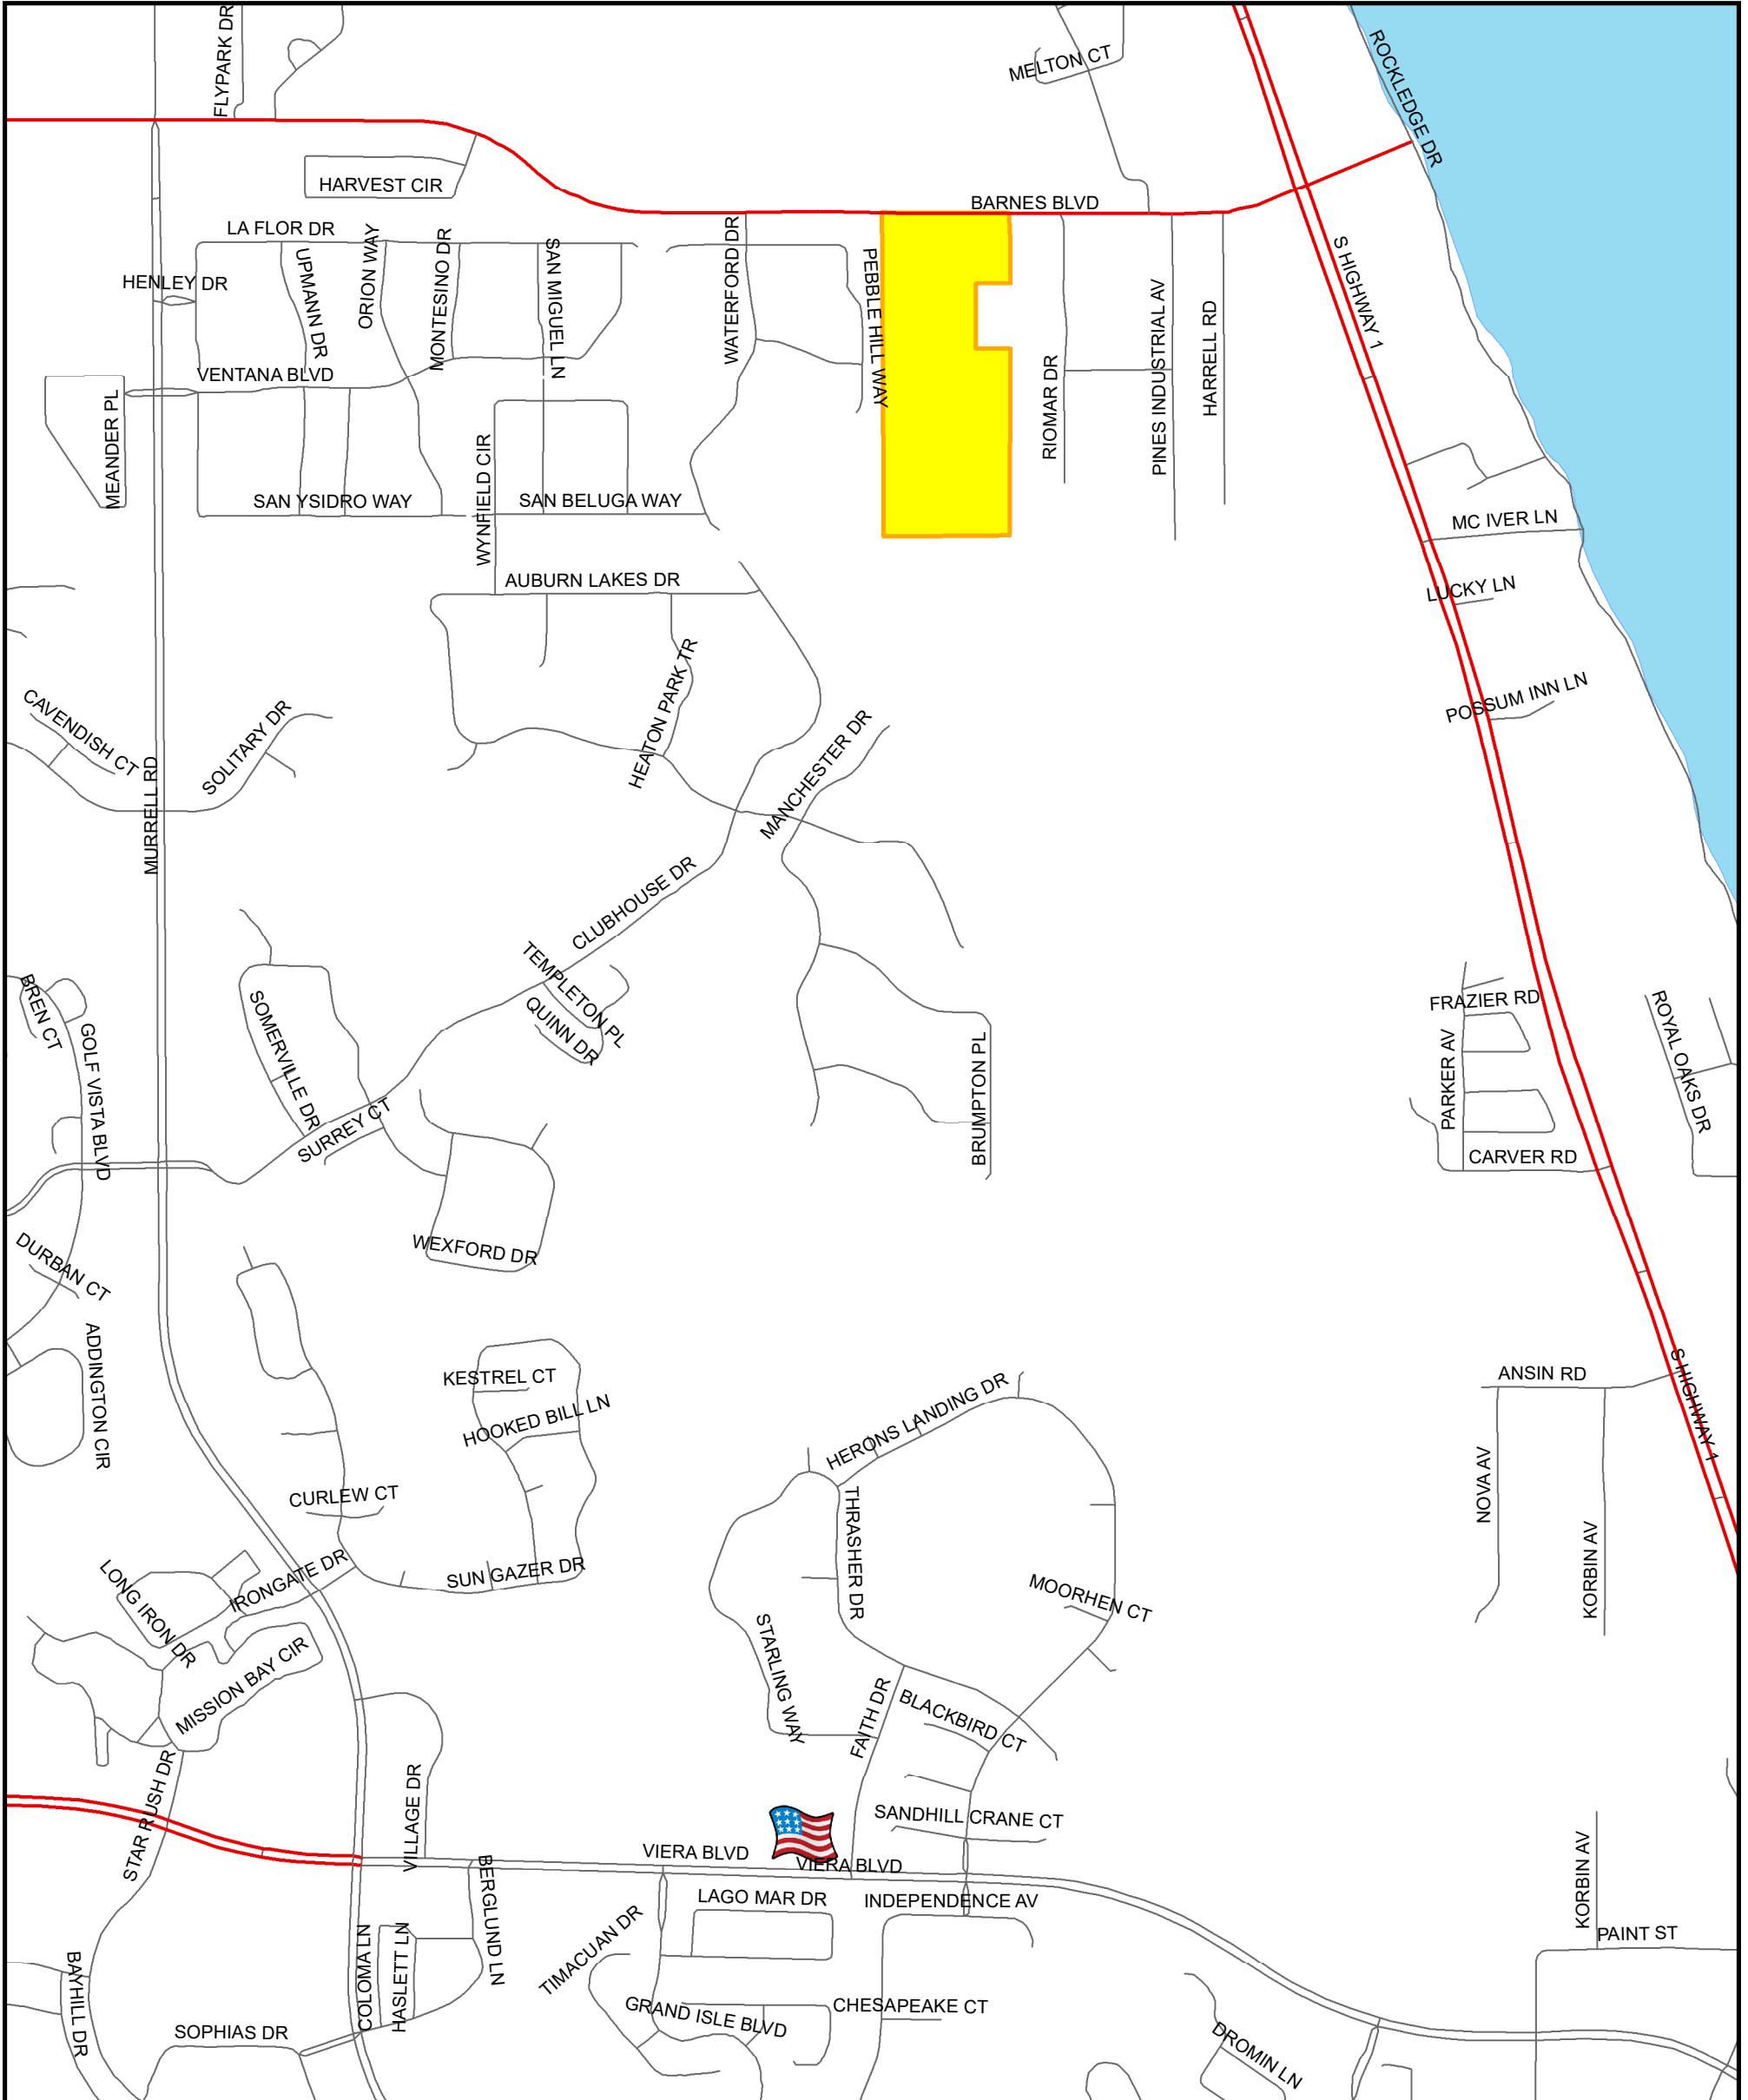 FLYPARK DR
MELTON CT
ROCKLEDGE DR
HARVEST CIR
BARNES BLVD
LA FLOR DR
HENLEY DR
UPMANN DR
ORION WAY
MONTESINO DR
SAN MIGUEL LN
WATERFORD DR
PEBBLE HILL WAY
S HIGHWAY 1
RIOMAR DR
PINES INDUSTRIAL AV
HARRELL RD
VENTANA BLVD
MEANDER PL
WYNFIELD CIR
SAN YSIDRO WAY
SAN BELUGA WAY
MC IVER LN
AUBURN LAKES DR
LUCKY LN
HEATON PARK TR
POSSUM INN LN
CAVENDISH CT
SOLITARY DR
MURRELL RD
MANCHESTER DR
CLUBHOUSE DR
TEMPLETON PL
QUINN DR
BREN CT
GOLF VISTA BLVD
SOMERVILLE DR
SURREY CT
BRUMPTON PL
FRAZIER RD
PARKER AV
ROYAL OAKS DR
CARVER RD
WEXFORD DR
DURBAN CT
ADDINGTON CIR
KESTREL CT
HOOKED BILL LN
HERONS LANDING DR
ANSIN RD
S HIGHWAY 1
NOVA AV
KORBIN AV
CURLEW CT
THRASHER DR
SUN GAZER DR
IRONGATE DR
LONG IRON DR
MOORHEN CT
STARLING WAY
MISSION BAY CIR
FAITH DR
BLACKBIRD CT
STAR RUSH DR
VILLAGE DR
SANDHILL CRANE CT
VIERA BLVD
VIERA BLVD
KORBIN AV
BERGLUND LN
LAGO MAR DR
INDEPENDENCE AV
PAINT ST
TIMACUAN DR
COLOMA LN
HASLETT LN
BAYHILL DR
GRAND ISLE BLVD
CHESAPEAKE CT
SOPHIAS DR
DROMIN LN